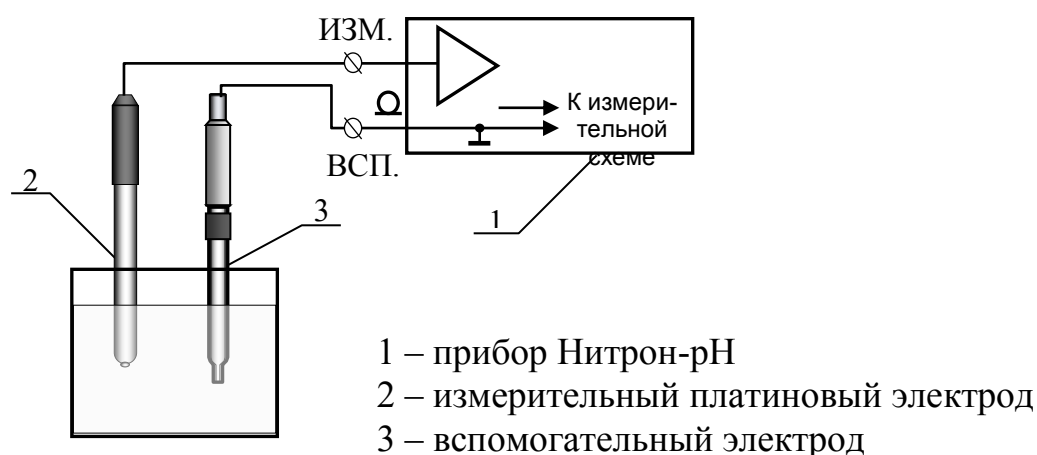 ИЗМ.
К измери-
тельной
схеме
ВСП.
2
3
1
1 – прибор Нитрон-pH
2 – измерительный платиновый электрод
3 – вспомогательный электрод